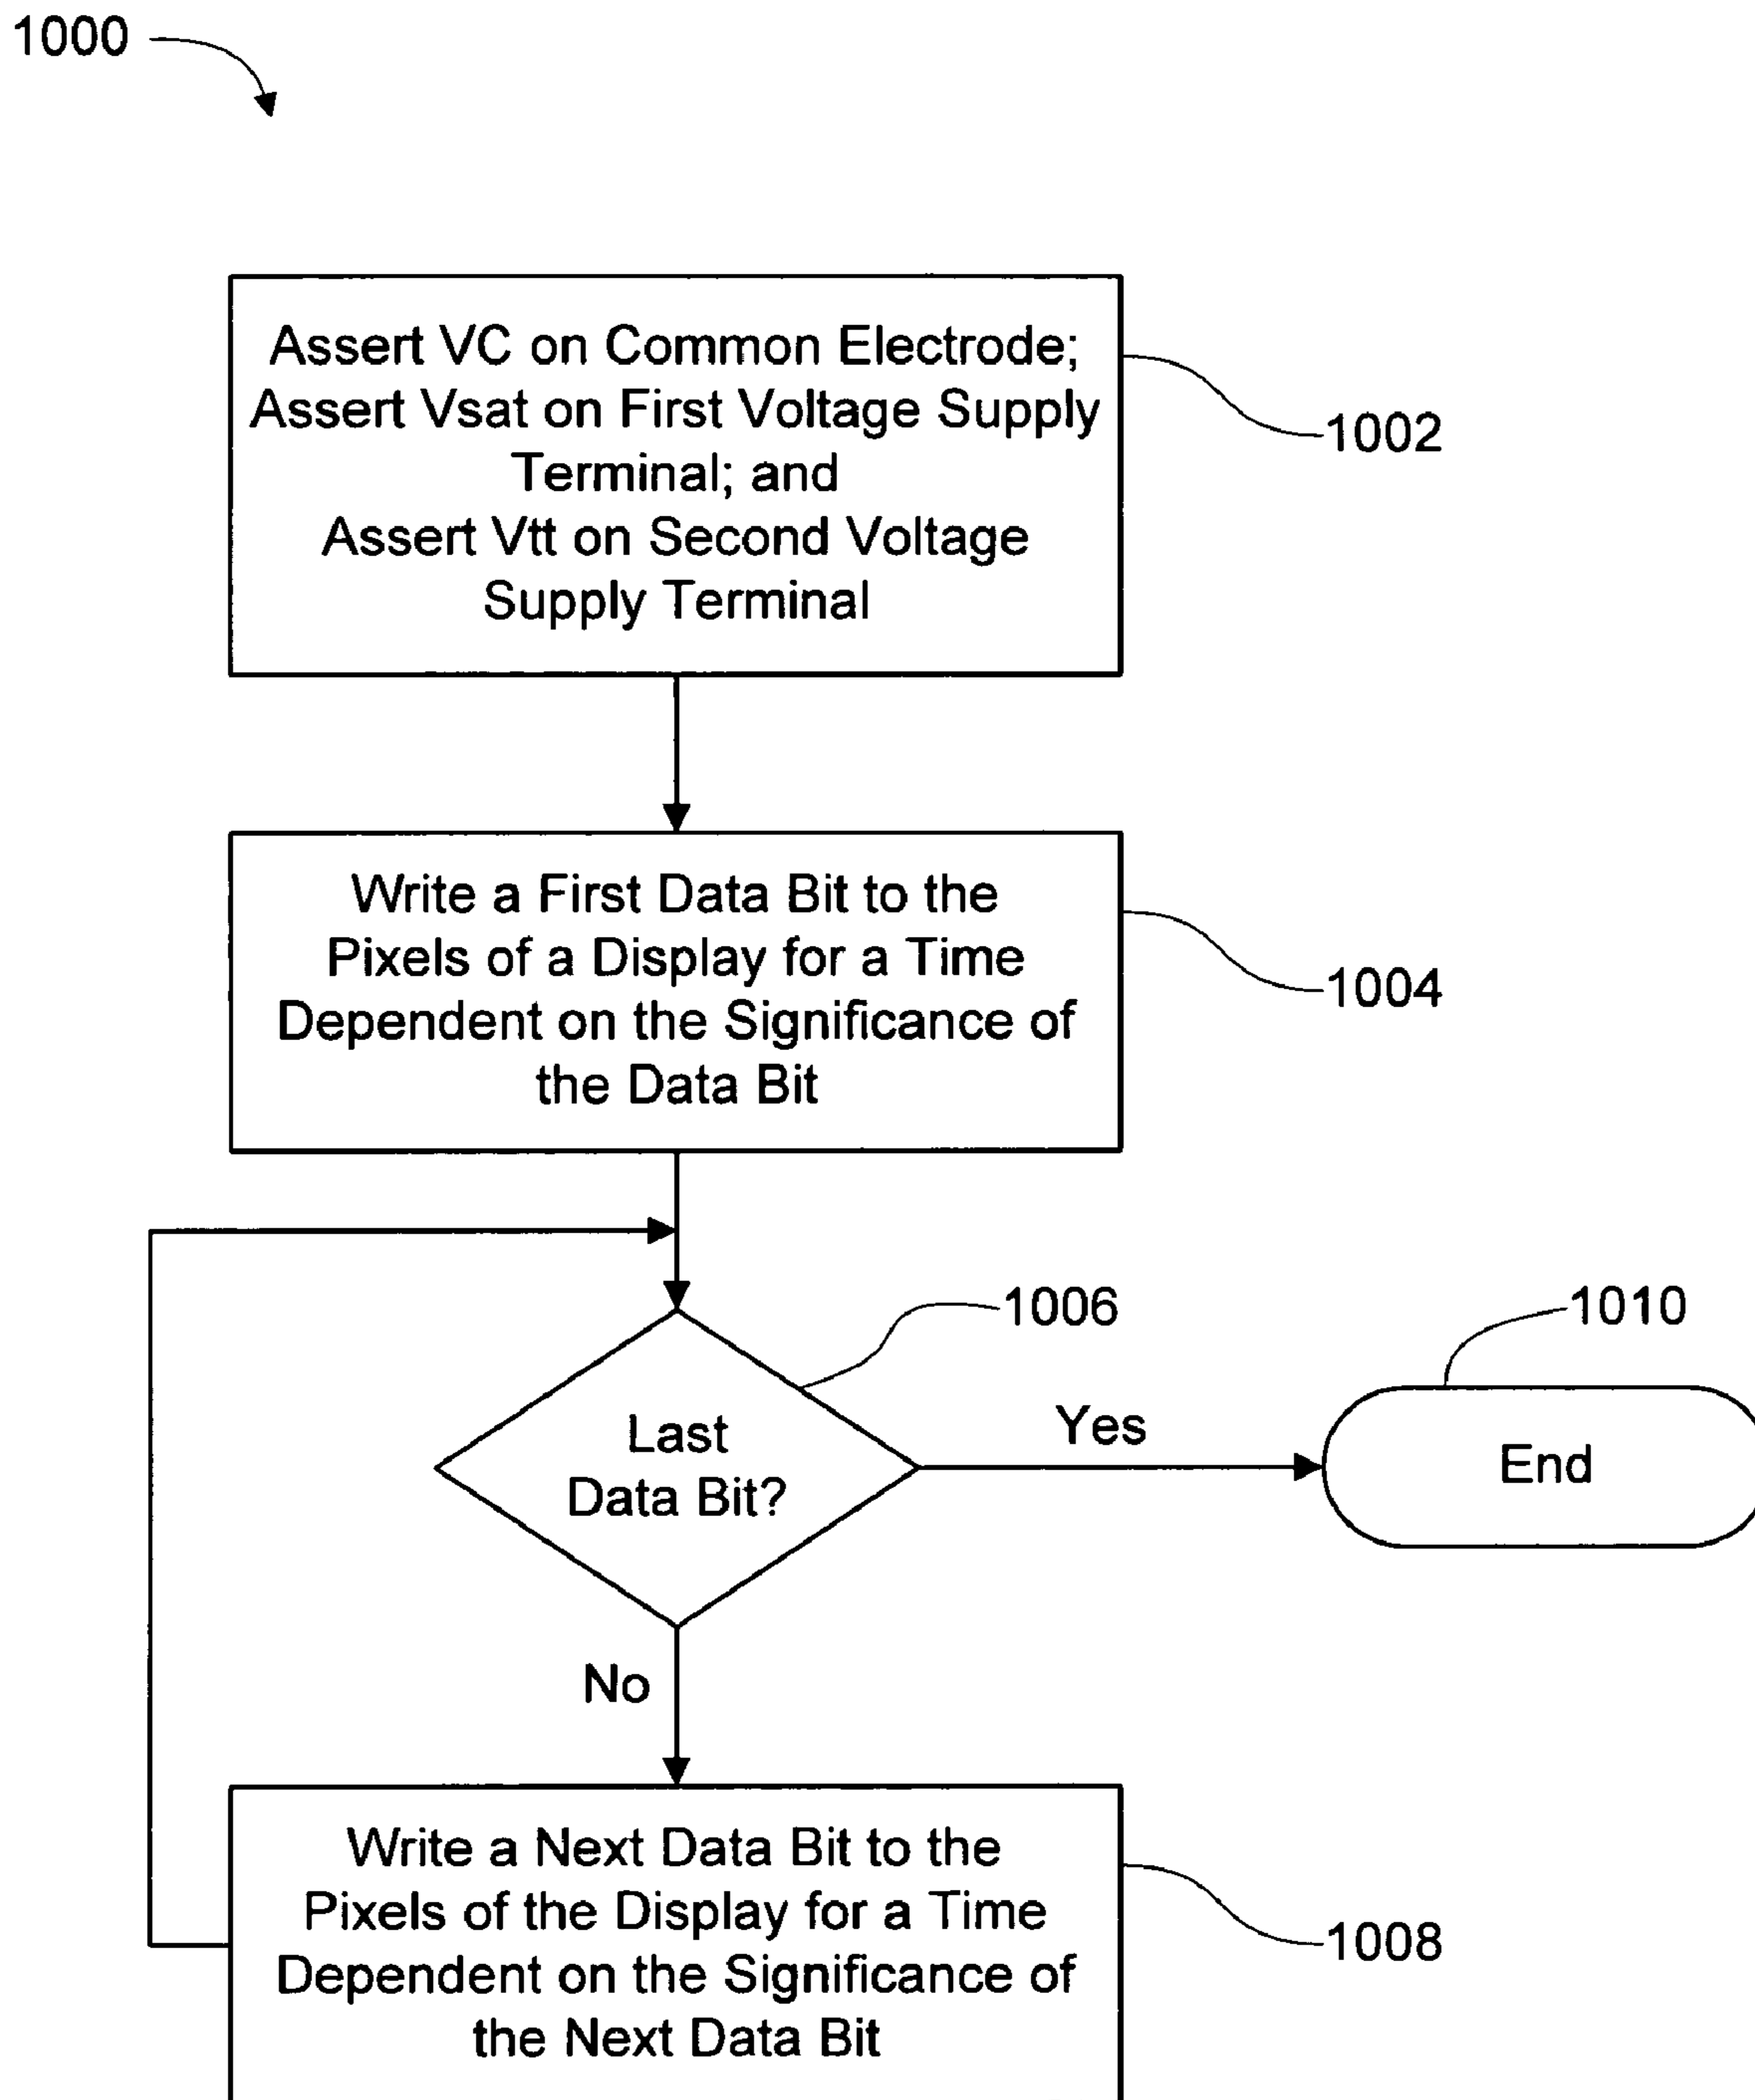 1000
Assert VC on Common Electrode;
Assert Vsat on First Voltage Supply
Terminal; and
Assert Vtt on Second Voltage
Supply Terminal
1002
Write a First Data Bit to the
Pixels of a Display for a Time
Dependent on the Significance of
the Data Bit
1004
1006
1010
Last
Data Bit?
Yes
End
No
Write a Next Data Bit to the
Pixels of the Display for a Time
Dependent on the Significance of
the Next Data Bit
1008